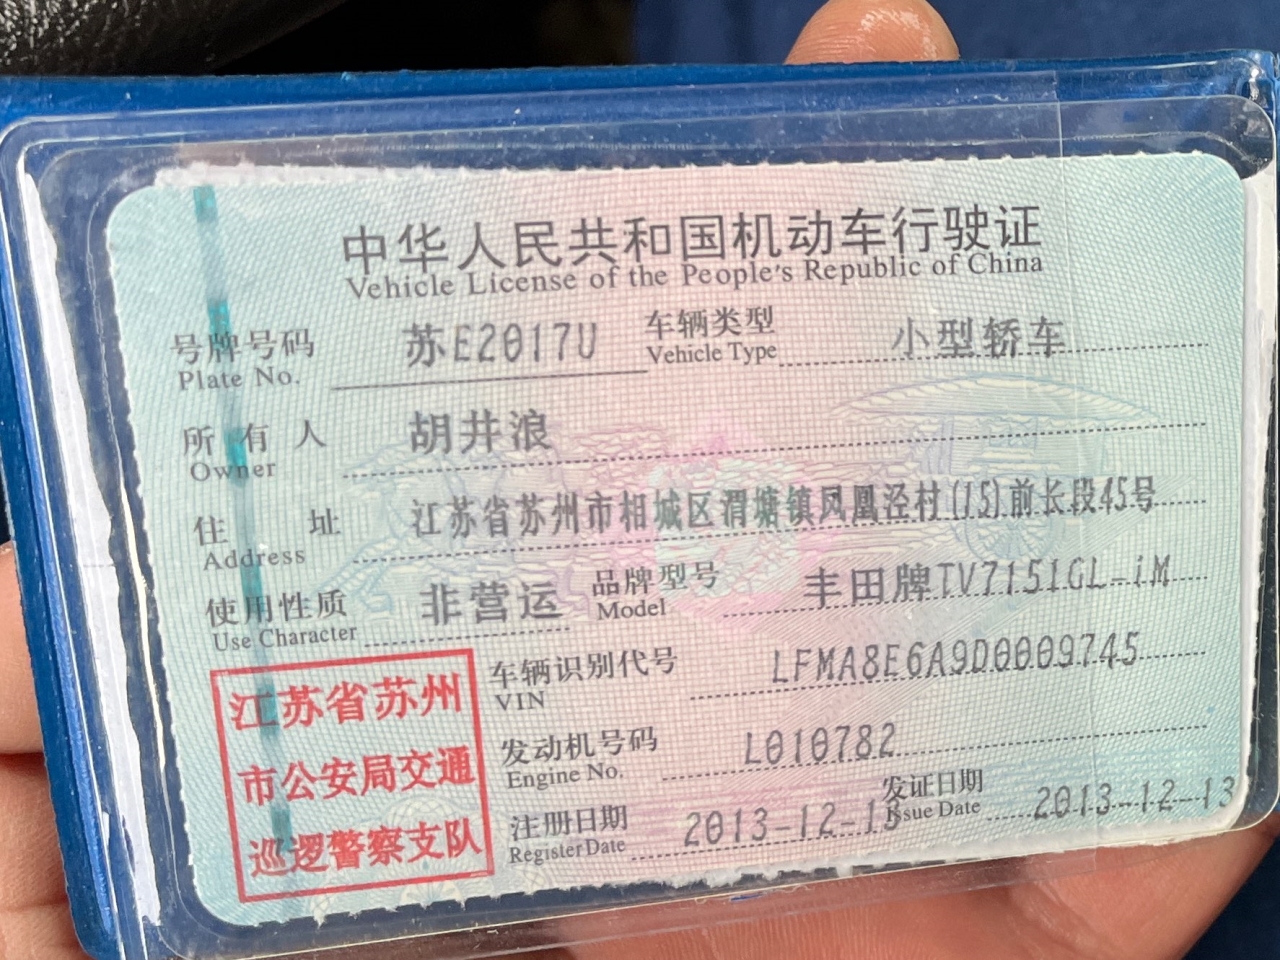 中华人民共和国机动车行驶证
Vehicle License of the People's Republic of China
号牌号码 苏E2017U 车辆类型 小型轿车
Plate No. Vehicle Type
所有人 胡井浪
Owner
住址 江苏省苏州市相城区渭塘镇凤凰泾村(15)前长段45号
Address
使用性质 非营运 品牌型号 丰田牌TV7151GL-iM
Use Character Model
车辆识别代号 LFMA8E6A9D0009745
VIN
发动机号码 L010782
Engine No.
注册日期 2013-12-13 发证日期 2013-12-13
Register Date Issue Date
江苏省苏州
市公安局交通
巡逻警察支队